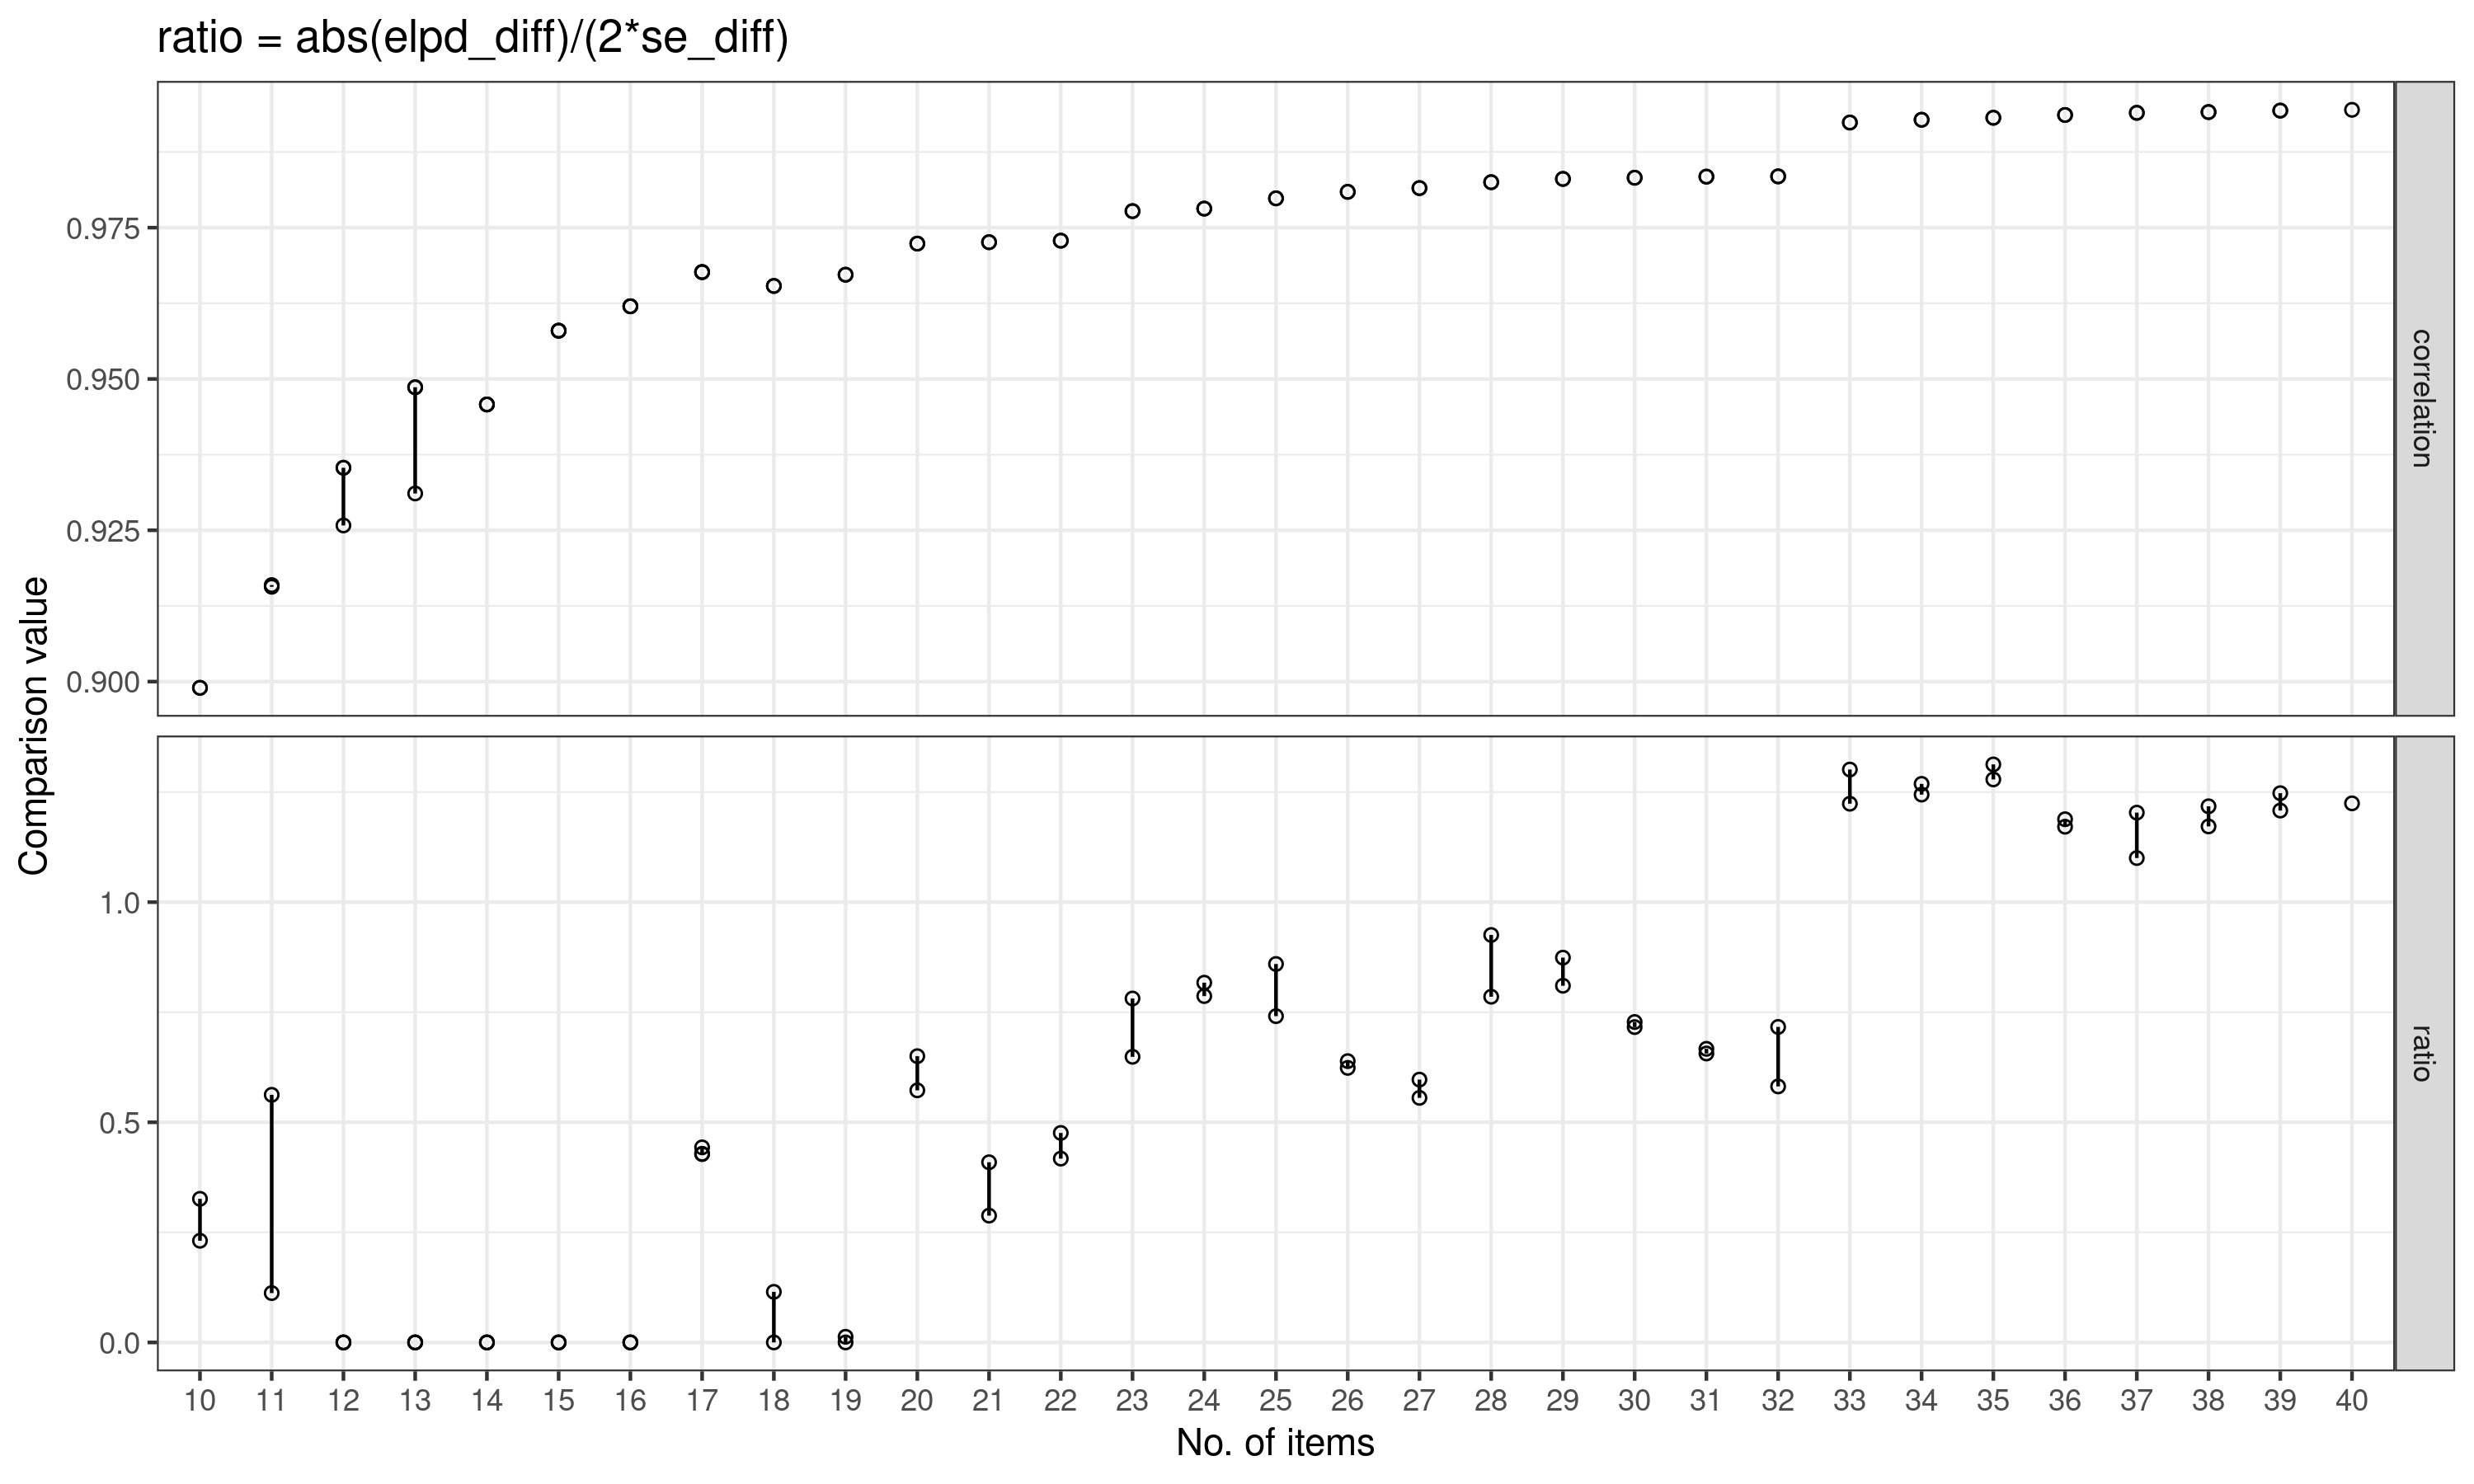 ratio = abs(elpd_diff)/(2*se_diff)
Comparison value
0.975
0.950
0.925
0.900
correlation
1.0
0.5
0.0
ratio
10 11 12 13 14 15 16 17 18 19 20 21 22 23 24 25 26 27 28 29 30 31 32 33 34 35 36 37 38 39 40
No. of items